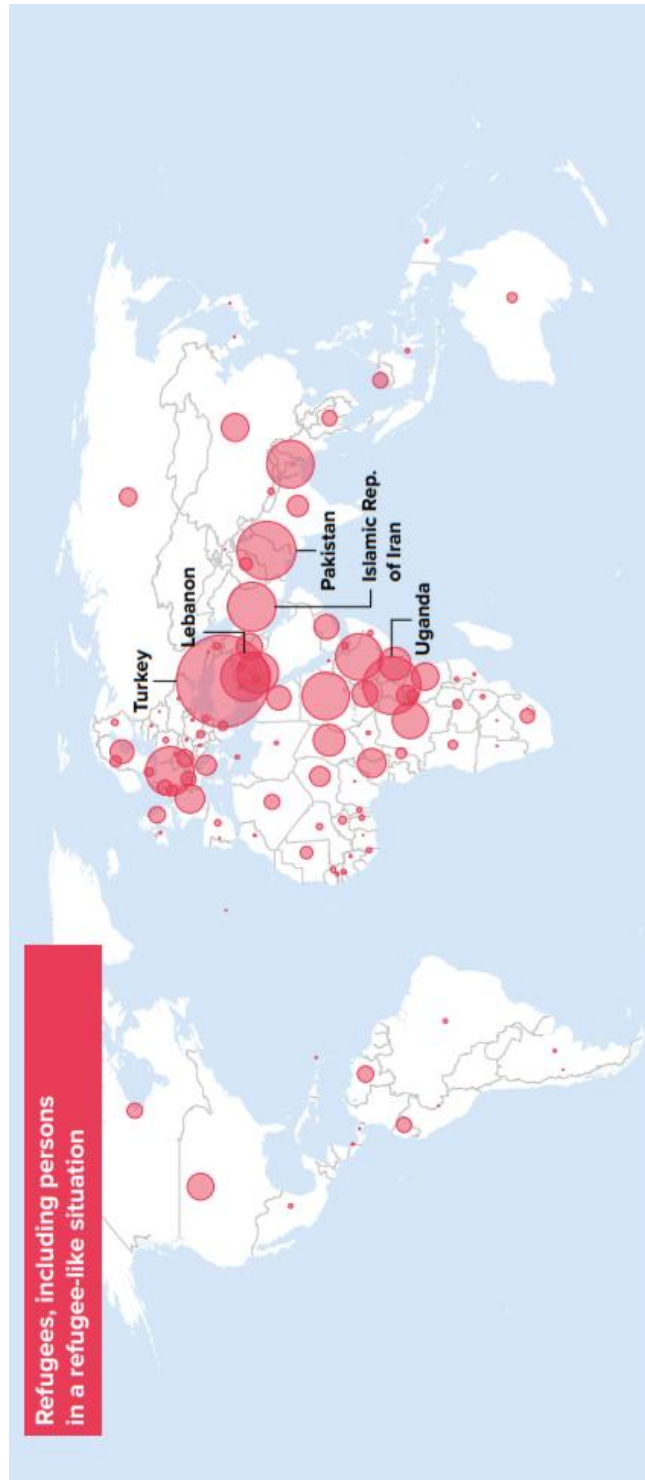 Refugees, including persons
in a refugee-like situation
Turkey
Lebanon
Pakistan
Islamic Rep.
of Iran
Uganda